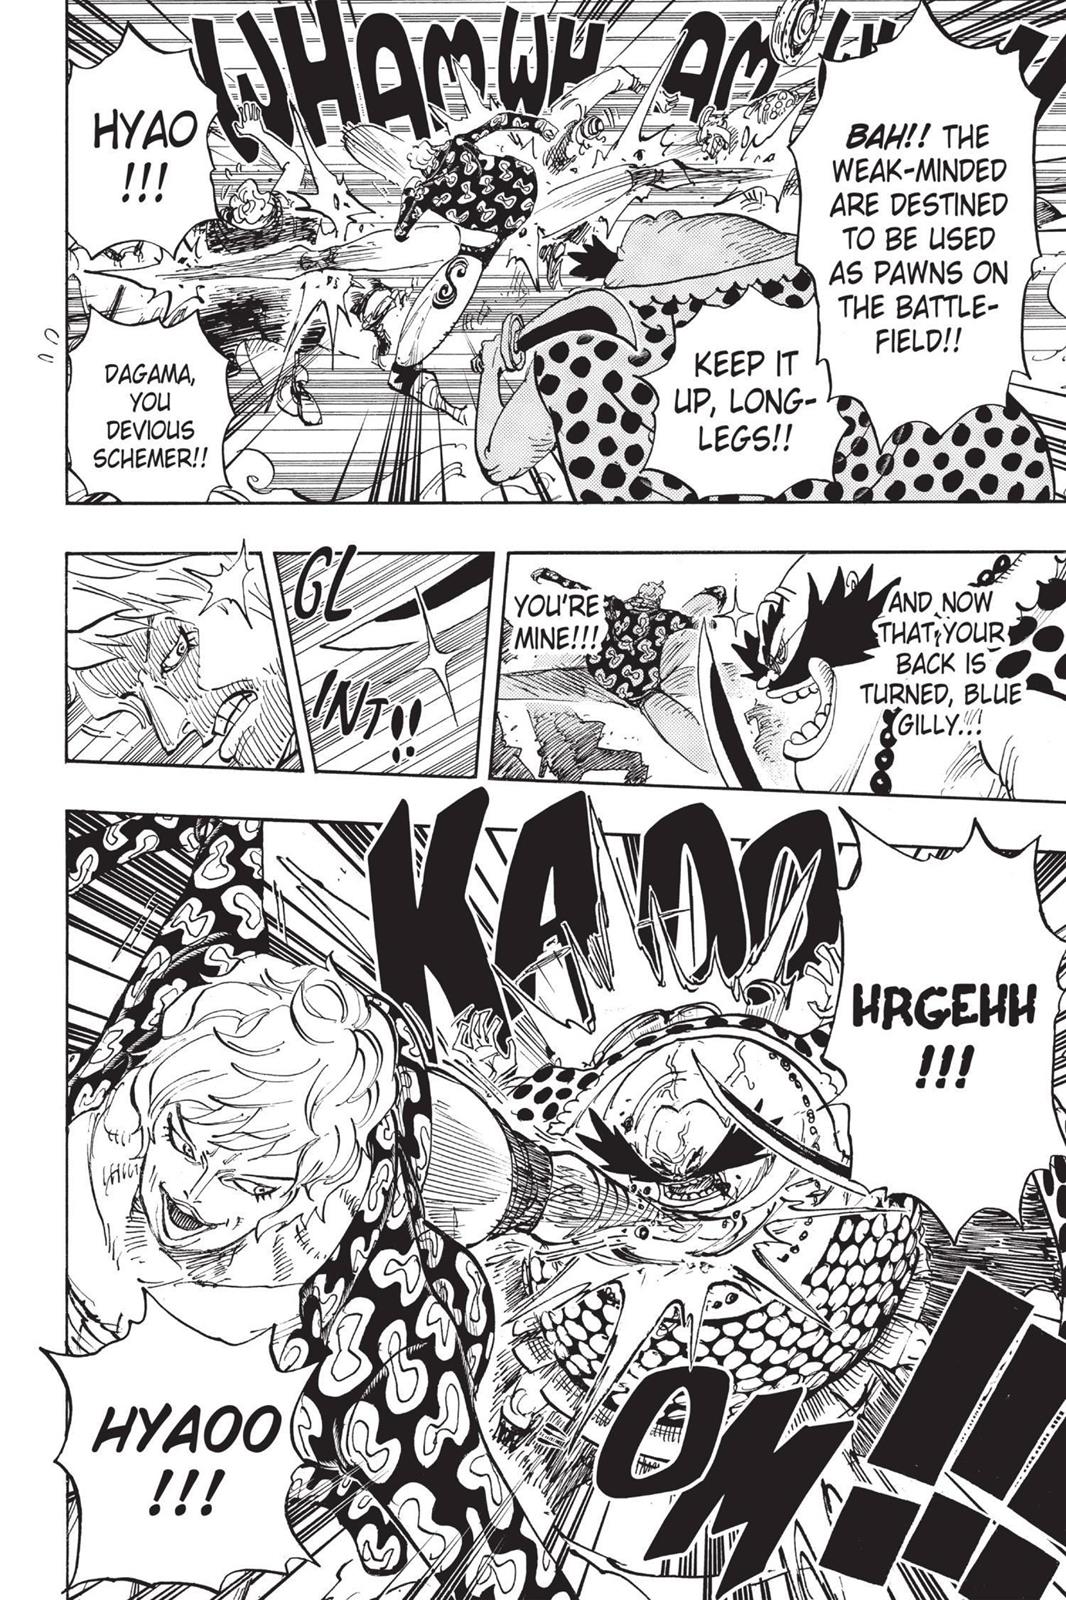 WHAM WHAM WH
BAH!! THE
WEAK-MINDED
ARE DESTINED
TO BE USED
AS PAWNS ON
THE BATTLE-
FIELD!!
KEEP IT
UP, LONG-
LEGS!!
HYAO
!!!
DAGAMA,
YOU
DEVIOUS
SCHEMER!!
AND NOW
THAT YOUR
BACK IS
TURNED, BLUE
GILLY...
YOU'RE
MINE!!!
GL
INT!!
KABOO
OM!!!
HRGEHH
!!!
HYAOO
!!!